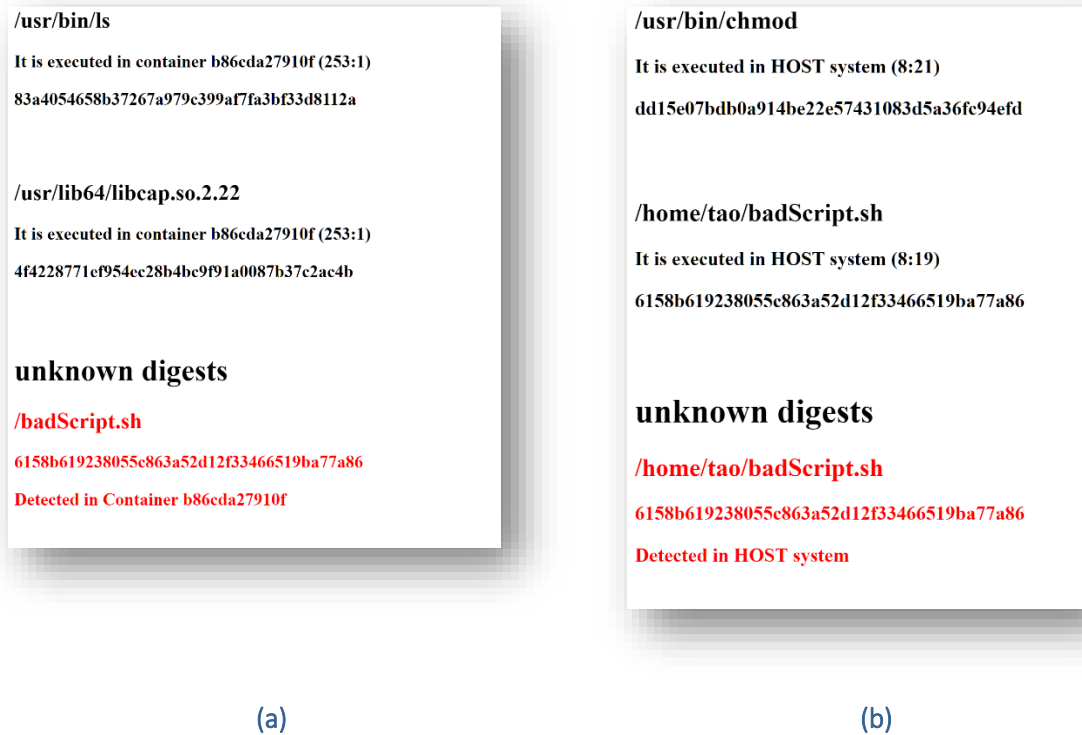 /usr/bin/ls
It is executed in container b86cda27910f (253:1)
83a4054658b37267a979c399af7fa3bf33d8112a
/usr/lib64/libcap.so.2.22
It is executed in container b86cda27910f (253:1)
4f4228771ef954ec28b4bc9f91a0087b37c2ac4b
unknown digests
/badScript.sh
6158b619238055c863a52d12f33466519ba77a86
Detected in Container b86cda27910f
(a)
/usr/bin/chmod
It is executed in HOST system (8:21)
dd15e07bdb0a914be22e57431083d5a36fc94efd
/home/tao/badScript.sh
It is executed in HOST system (8:19)
6158b619238055c863a52d12f33466519ba77a86
unknown digests
/home/tao/badScript.sh
6158b619238055c863a52d12f33466519ba77a86
Detected in HOST system
(b)